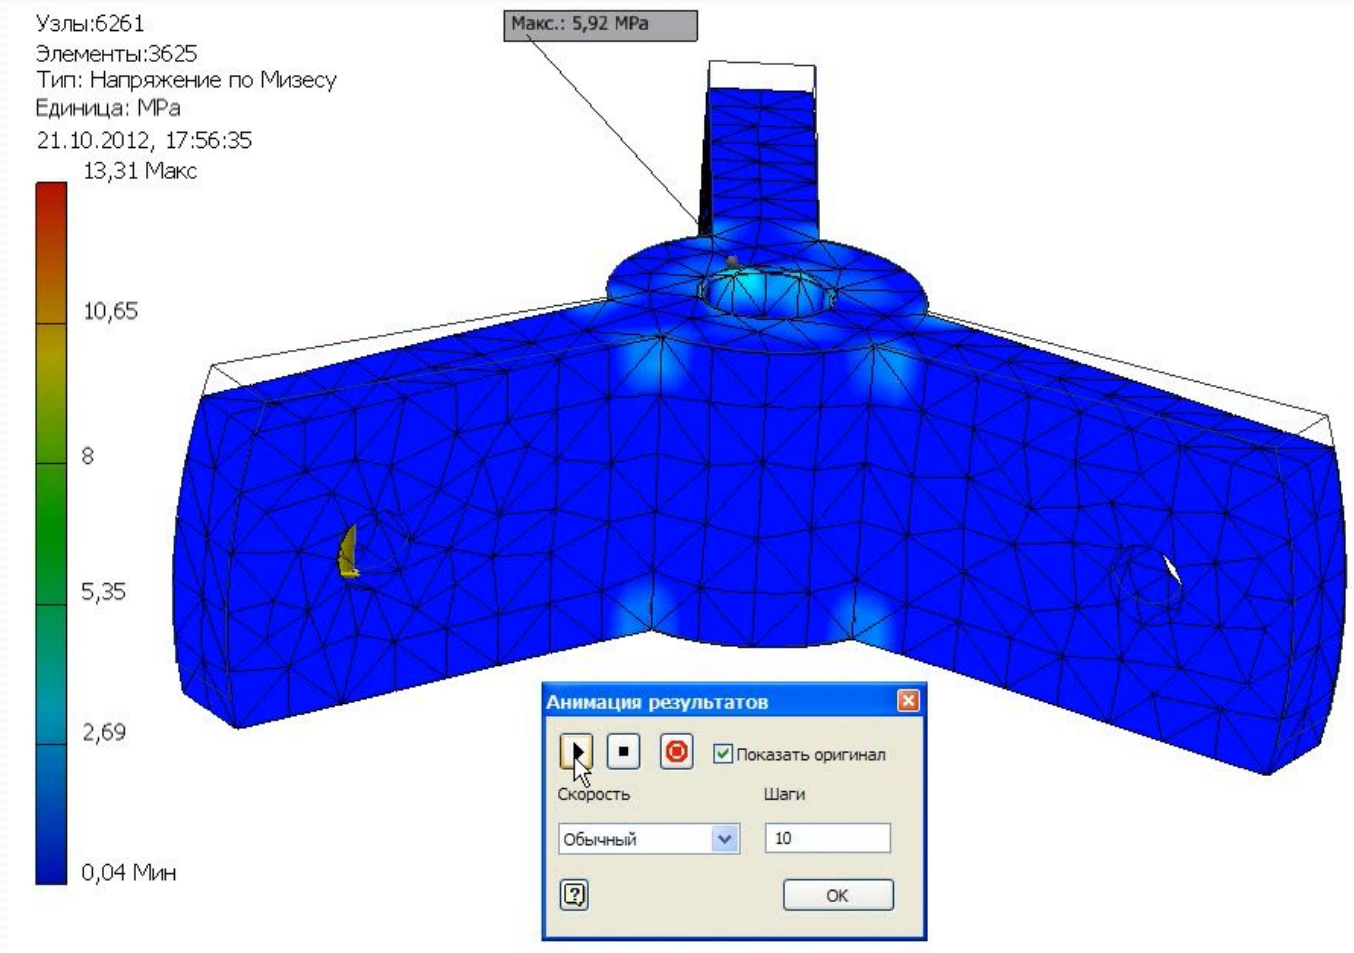 Узлы:6261
Элементы:3625
Тип: Напряжение по Мизесу
Единица: MPa
21.10.2012, 17:56:35
13,31 Макс
10,65
8
5,35
2,69
0,04 Мин
Макс.: 5,92 MPa
Анимация результатов
Показать оригинал
Скорость
Шаги
Обычный
10
?
OK